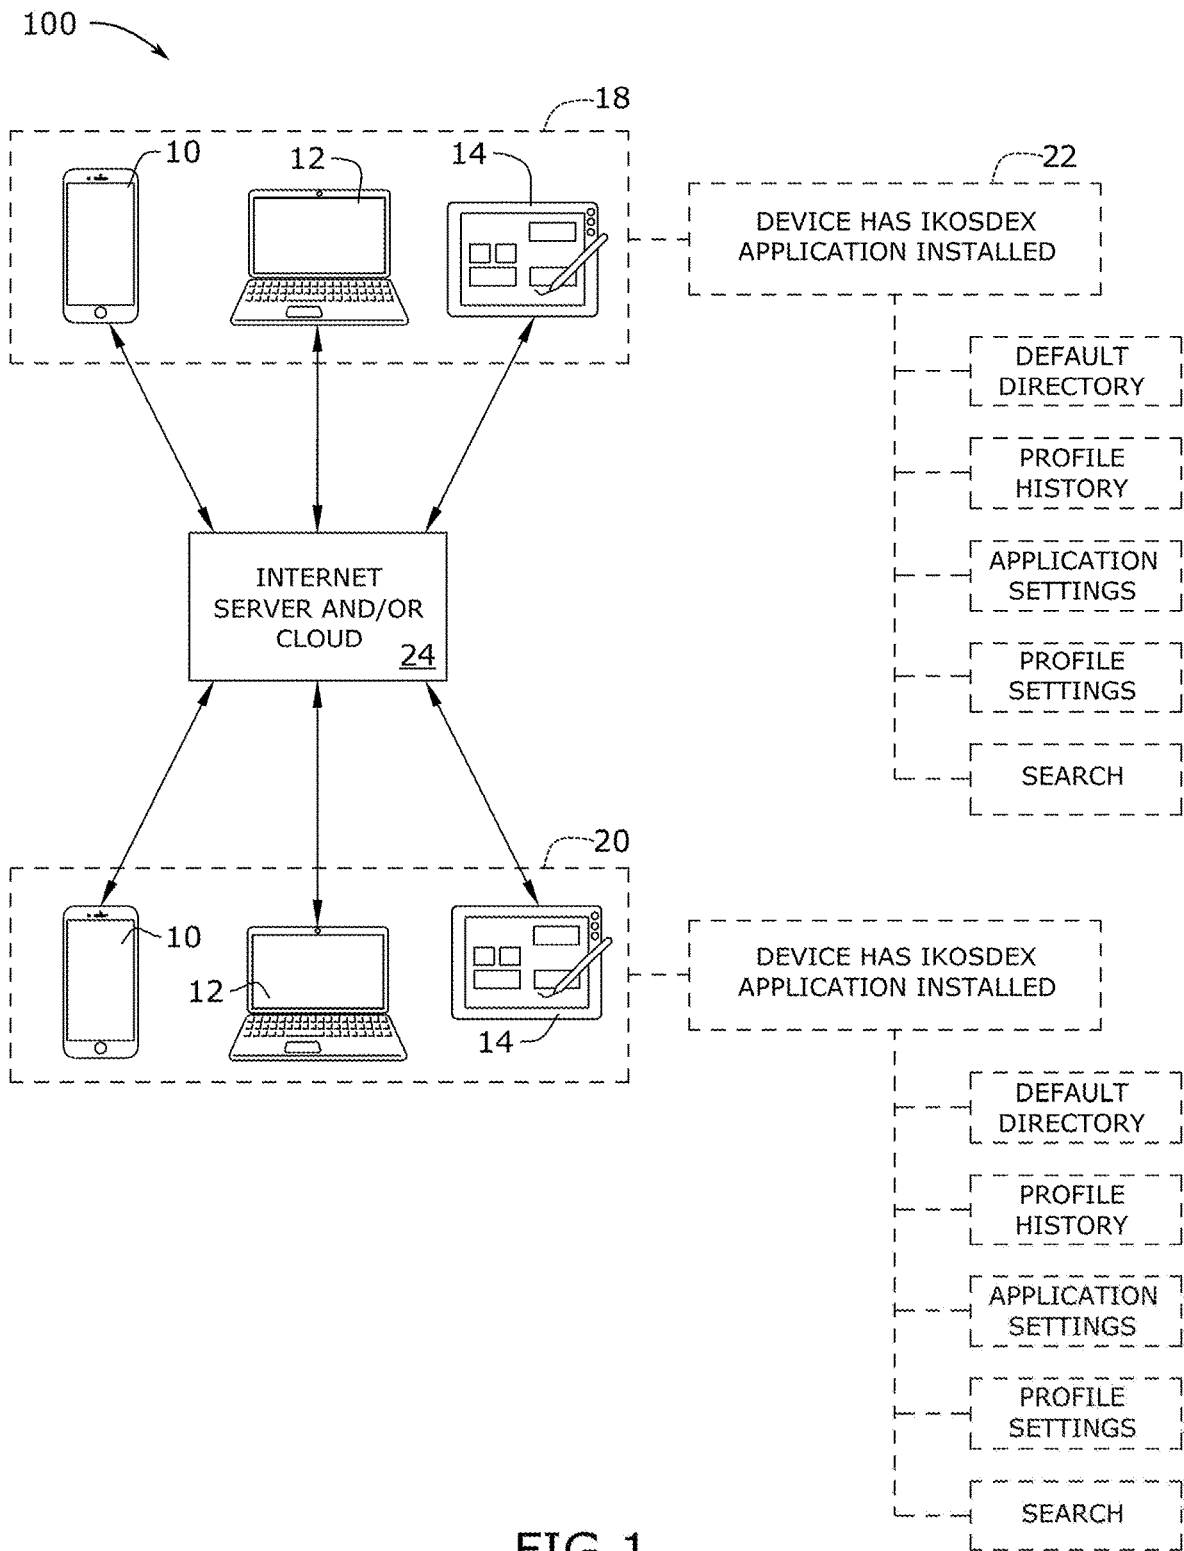 100
18
10
12
14
22
DEVICE HAS IKOSDEX
APPLICATION INSTALLED
DEFAULT
DIRECTORY
PROFILE
HISTORY
APPLICATION
SETTINGS
PROFILE
SETTINGS
SEARCH
INTERNET
SERVER AND/OR
CLOUD
24
20
10
12
14
DEVICE HAS IKOSDEX
APPLICATION INSTALLED
DEFAULT
DIRECTORY
PROFILE
HISTORY
APPLICATION
SETTINGS
PROFILE
SETTINGS
SEARCH
FIG. 1